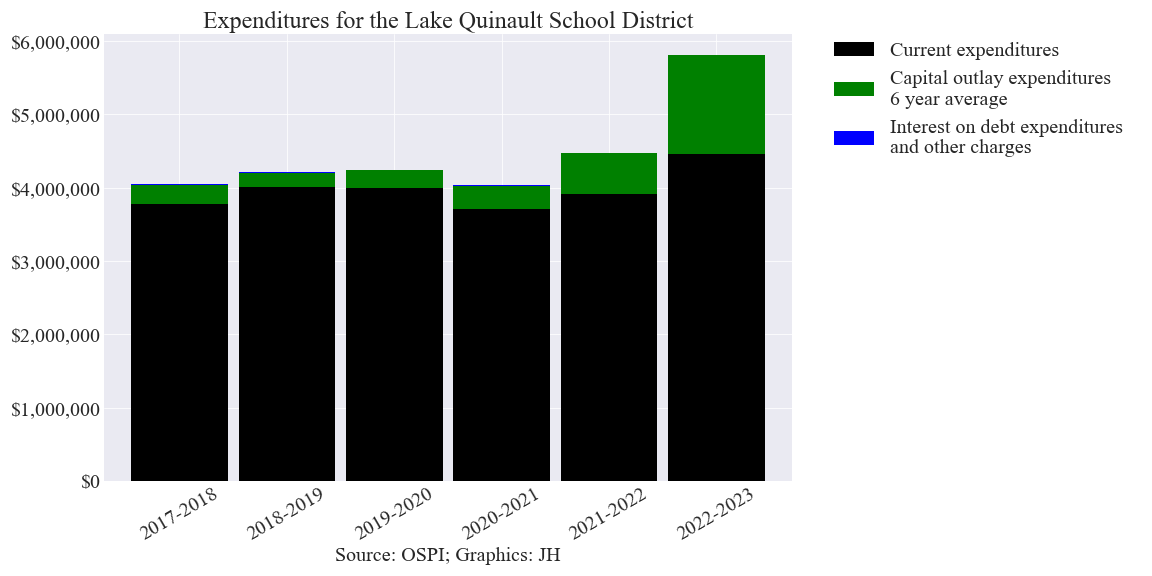 Expenditures for the Lake Quinault School District
$6,000,000
$5,000,000
$4,000,000
$3,000,000
$2,000,000
$1,000,000
$0
2017-2018
2018-2019
2019-2020
2020-2021
2021-2022
2022-2023
Source: OSPI; Graphics: JH
Current expenditures
Capital outlay expenditures
6 year average
Interest on debt expenditures
and other charges